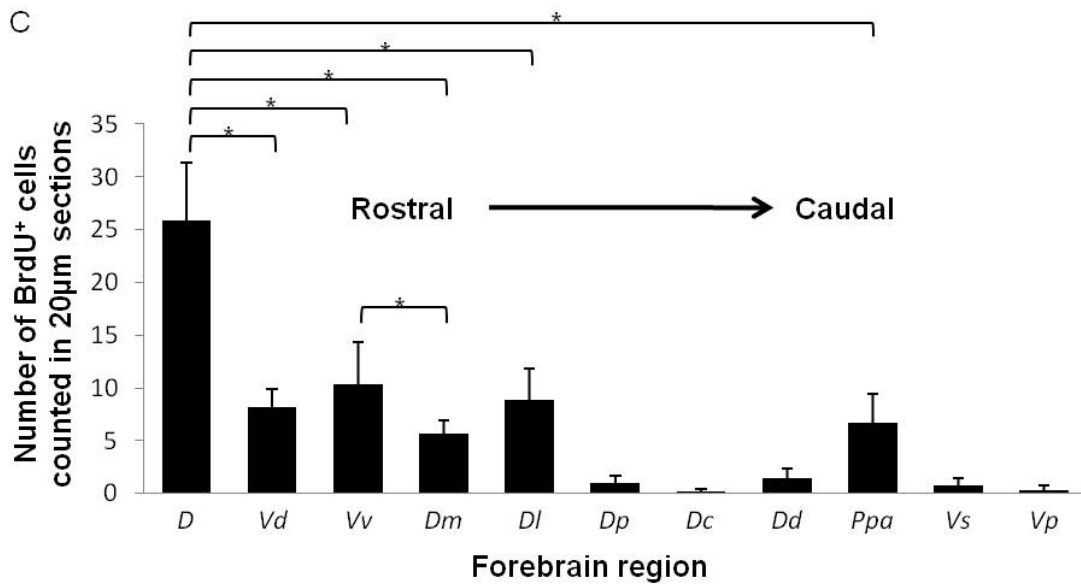 C
*
*
*
*
*
*
Number of BrdU⁺ cells
counted in 20µm sections
35
30
25
20
15
10
5
0
Rostral
Caudal
D Vd Vv Dm Dl Dp Dc Dd Ppa Vs Vp
Forebrain region